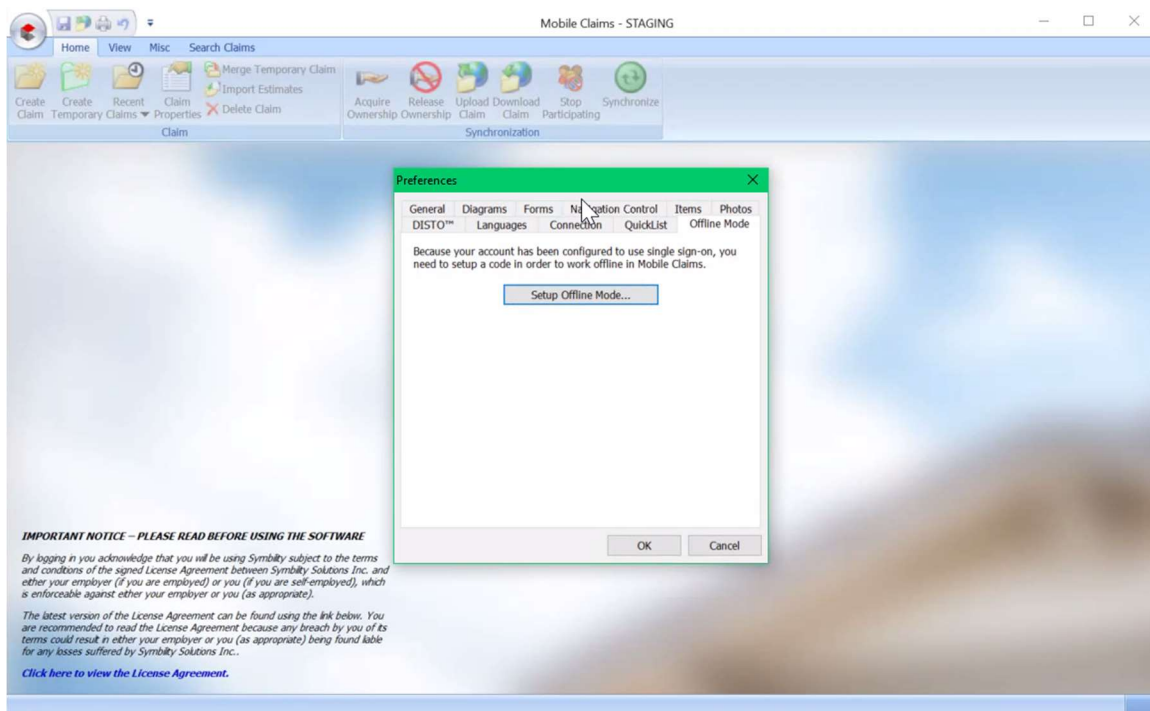 Mobile Claims - STAGING
Home View Misc Search Claims
Create Claim
Create Temporary
Recent Claims
Claim Properties
Merge Temporary Claim
Import Estimates
Delete Claim
Acquire Ownership
Release Ownership
Upload Claim
Download Claim
Stop Participating
Synchronize
Claim
Synchronization
Preferences
General Diagrams Forms Navigation Control Items Photos
DISTO™ Languages Connection QuickList Offline Mode
Because your account has been configured to use single sign-on, you
need to setup a code in order to work offline in Mobile Claims.
Setup Offline Mode...
OK Cancel
IMPORTANT NOTICE – PLEASE READ BEFORE USING THE SOFTWARE
By logging in you acknowledge that you will be using Symbility subject to the terms
and conditions of the signed License Agreement between Symbility Solutions Inc. and
either your employer (if you are employed) or you (if you are self-employed), which
is enforceable against either your employer or you (as appropriate).
The latest version of the License Agreement can be found using the link below. You
are recommended to read the License Agreement because any breach by you of its
terms could result in either your employer or you (as appropriate) being found liable
for any losses suffered by Symbility Solutions Inc..
Click here to view the License Agreement.